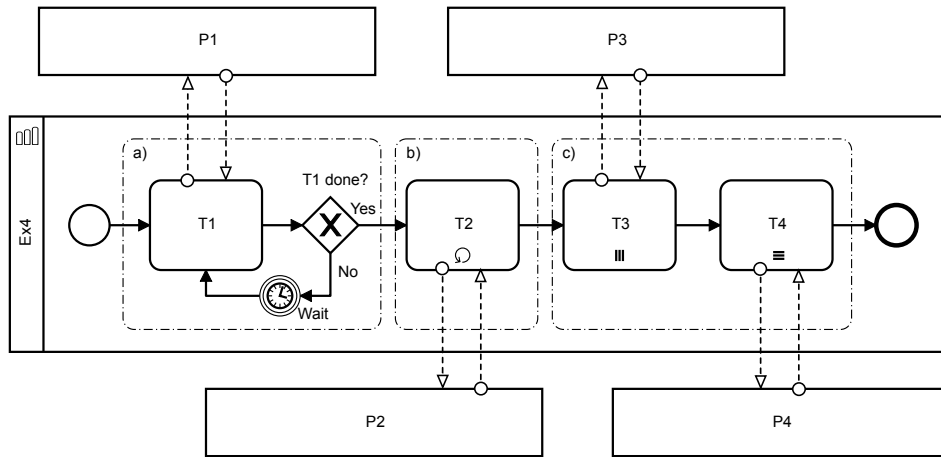 P1
P3
Ex4
a)
T1 done?
T1
Yes
No
Wait
b)
T2
c)
T3
T4
P2
P4